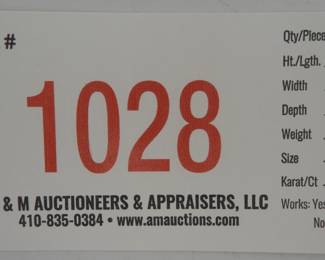 #
1028
& M AUCTIONEERS & APPRAISERS, LLC
410-835-0384 • www.amauctions.com
Qty/Piece
Ht./Lgth.
Width
Depth
Weight
Size
Karat/Ct
Works: Yes
No